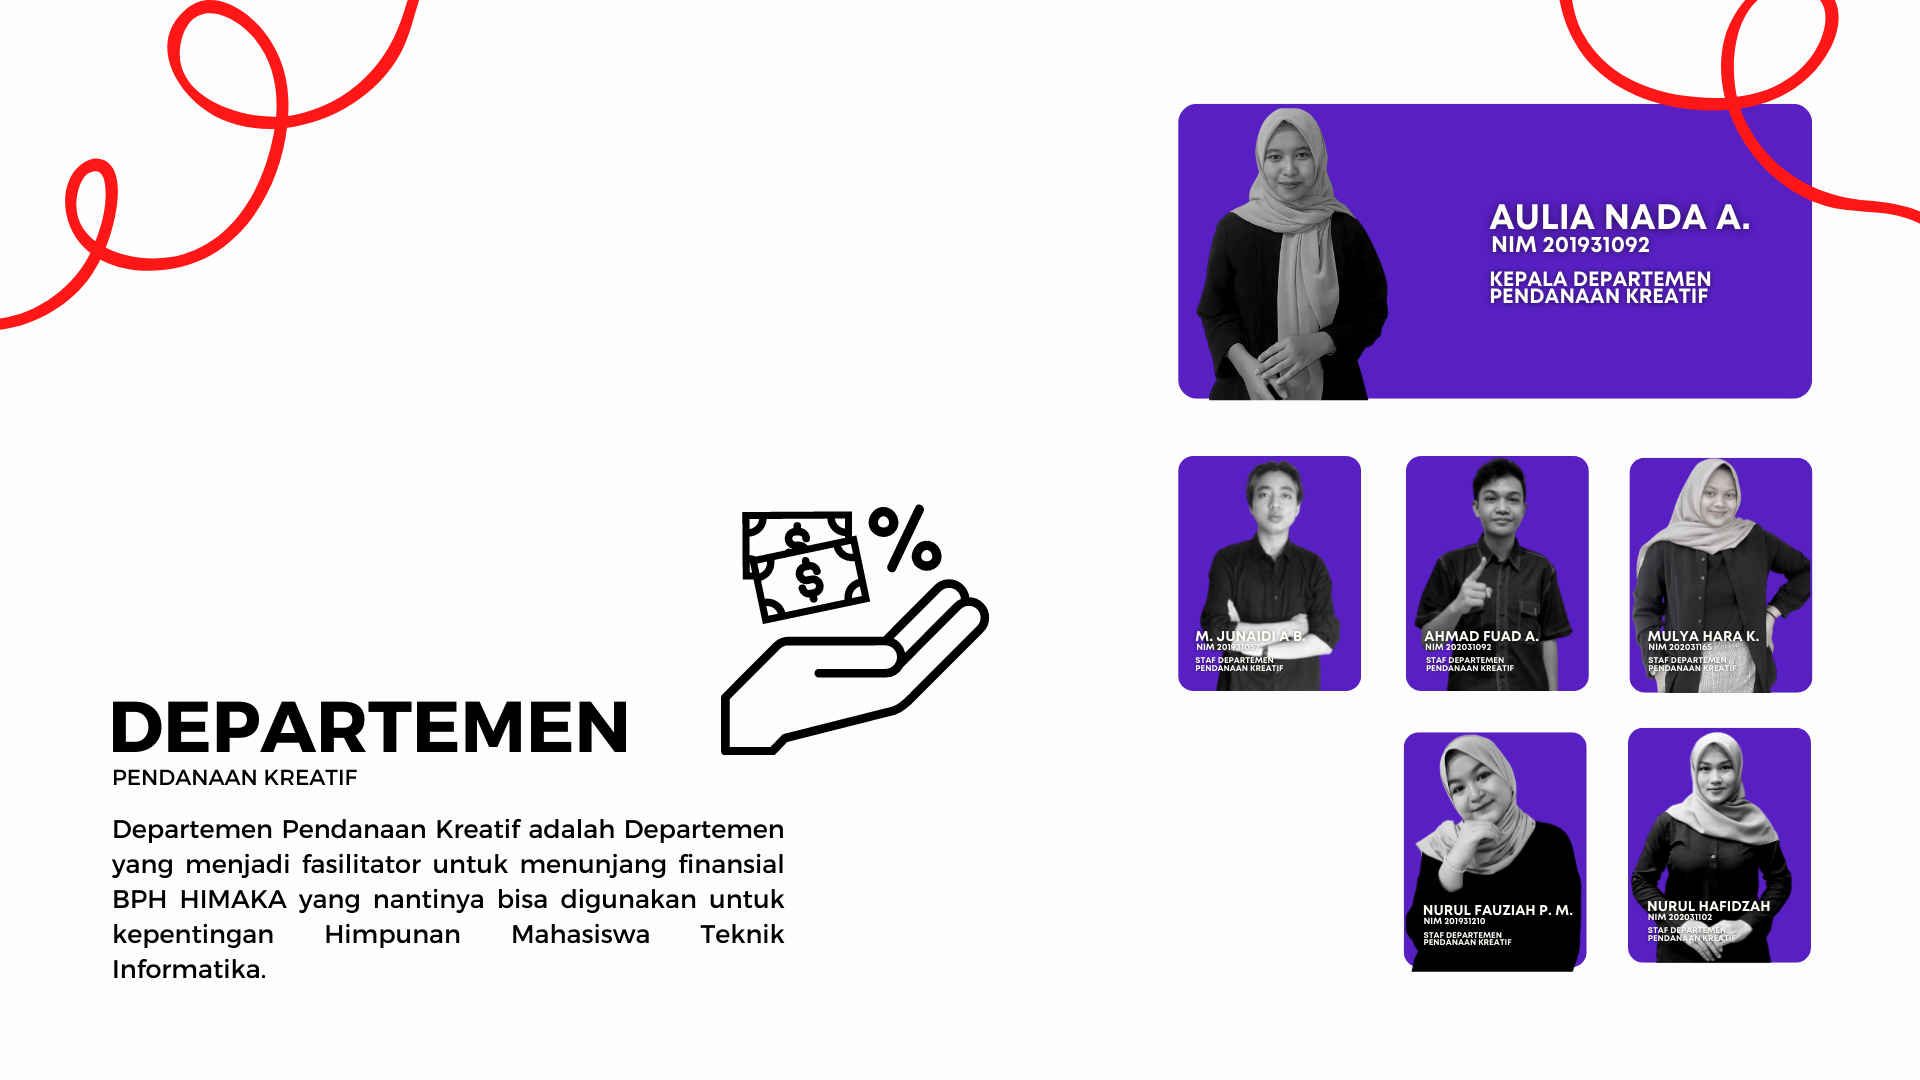 AULIA NADA A.
NIM 201931092
KEPALA DEPARTEMEN
PENDANAAN KREATIF
M. JUNAIDI A B.
NIM 201931057
STAF DEPARTEMEN
PENDANAAN KREATIF
AHMAD FUAD A.
NIM 202031092
STAF DEPARTEMEN
PENDANAAN KREATIF
MULYA HARA K.
NIM 202031165
STAF DEPARTEMEN
PENDANAAN KREATIF
NURUL FAUZIAH P. M.
NIM 201931210
STAF DEPARTEMEN
PENDANAAN KREATIF
NURUL HAFIDZAH
NIM 202031102
STAF DEPARTEMEN
PENDANAAN KREATIF
$
$
%
DEPARTEMEN
PENDANAAN KREATIF
Departemen Pendanaan Kreatif adalah Departemen
yang menjadi fasilitator untuk menunjang finansial
BPH HIMAKA yang nantinya bisa digunakan untuk
kepentingan Himpunan Mahasiswa Teknik
Informatika.